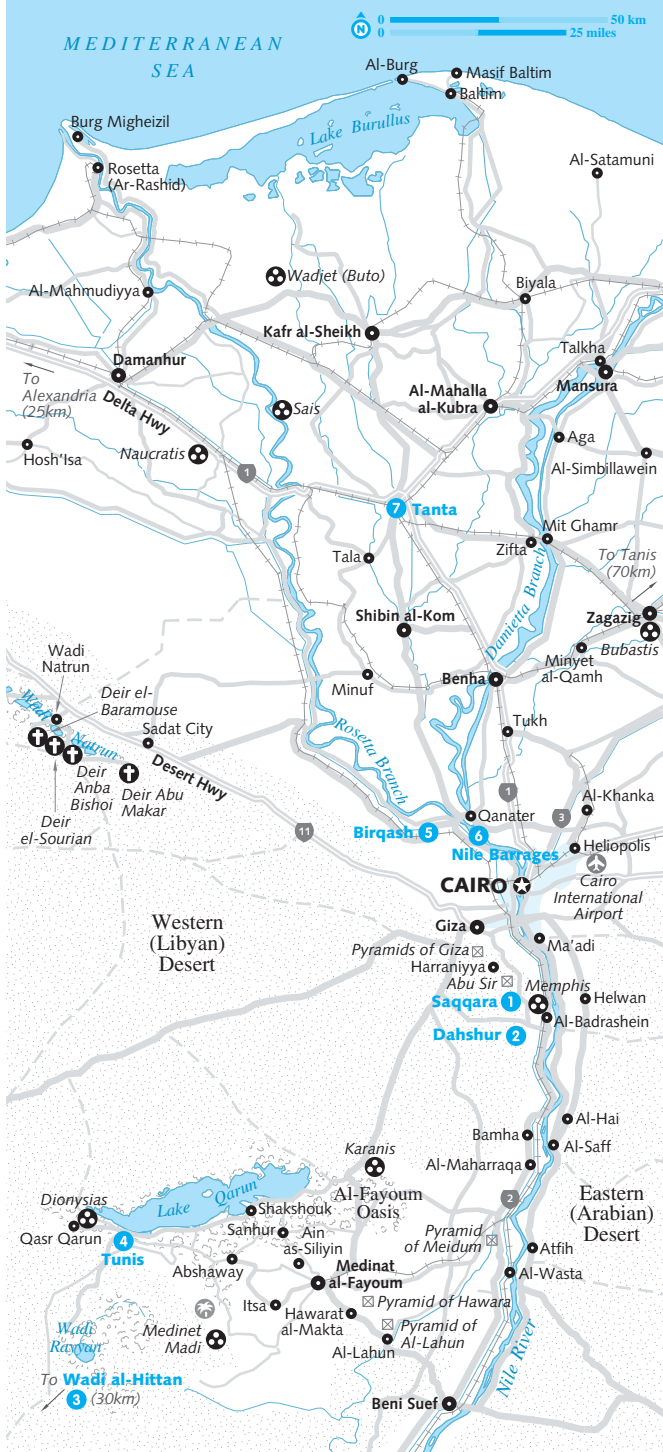 0 50 km
N
0 25 miles
MEDITERRANEAN
SEA
Al-Burg
Masif Baltim
Baltim
Burg Migheizil
Lake Burullus
Rosetta
(Ar-Rashid)
Al-Satamuni
Wadjet (Buto)
Al-Mahmudiyya
Biyala
Kafr al-Sheikh
Talkha
Damanhur
Mansura
To
Alexandria
(25km)
Delta Hwy
Al-Mahalla
al-Kubra
Sais
Aga
Hosh'Isa
Naucratis
1
Al-Simbillawein
7 Tanta
Mit Ghamr
Zifta
Tala
To Tanis
(70km)
Damietta Branch
Shibin al-Kom
Zagazig
Bubastis
Wadi
Natrun
Minyet
al-Qamh
Benha
Minuf
Deir el-
Baramouse
Wadi Natrun
Sadat City
Tukh
Rosetta
Branch
Deir
Anba
Bishoi
Deir Abu
Makar
Desert Hwy
Deir
el-Sourian
1
Al-Khanka
Qanater
3
11
Birqash 5
6
Nile Barrages
Heliopolis
CAIRO
Cairo
International
Airport
Western
(Libyan)
Desert
Giza
Ma'adi
Pyramids of Giza
Harraniyya
Abu Sir
Memphis
Saqqara 1
Helwan
Al-Badrashein
Dahshur 2
Al-Hai
Bamha
Al-Saff
Karanis
Al-Maharraqa
Al-Fayoum
Oasis
2
Eastern
(Arabian)
Desert
Dionysias
Lake Qarun
Shakshouk
Qasr Qarun
4
Tunis
Sanhur
Ain
as-Siliyin
Pyramid
of Meidum
Atfih
Abshaway
Medinat
al-Fayoum
Al-Wasta
Itsa
Pyramid of Hawara
Hawarat
al-Makta
Medinet
Madi
Pyramid of
Al-Lahun
Wadi
Rayyan
Al-Lahun
Nile River
To Wadi al-Hittan
3 (30km)
Beni Suef